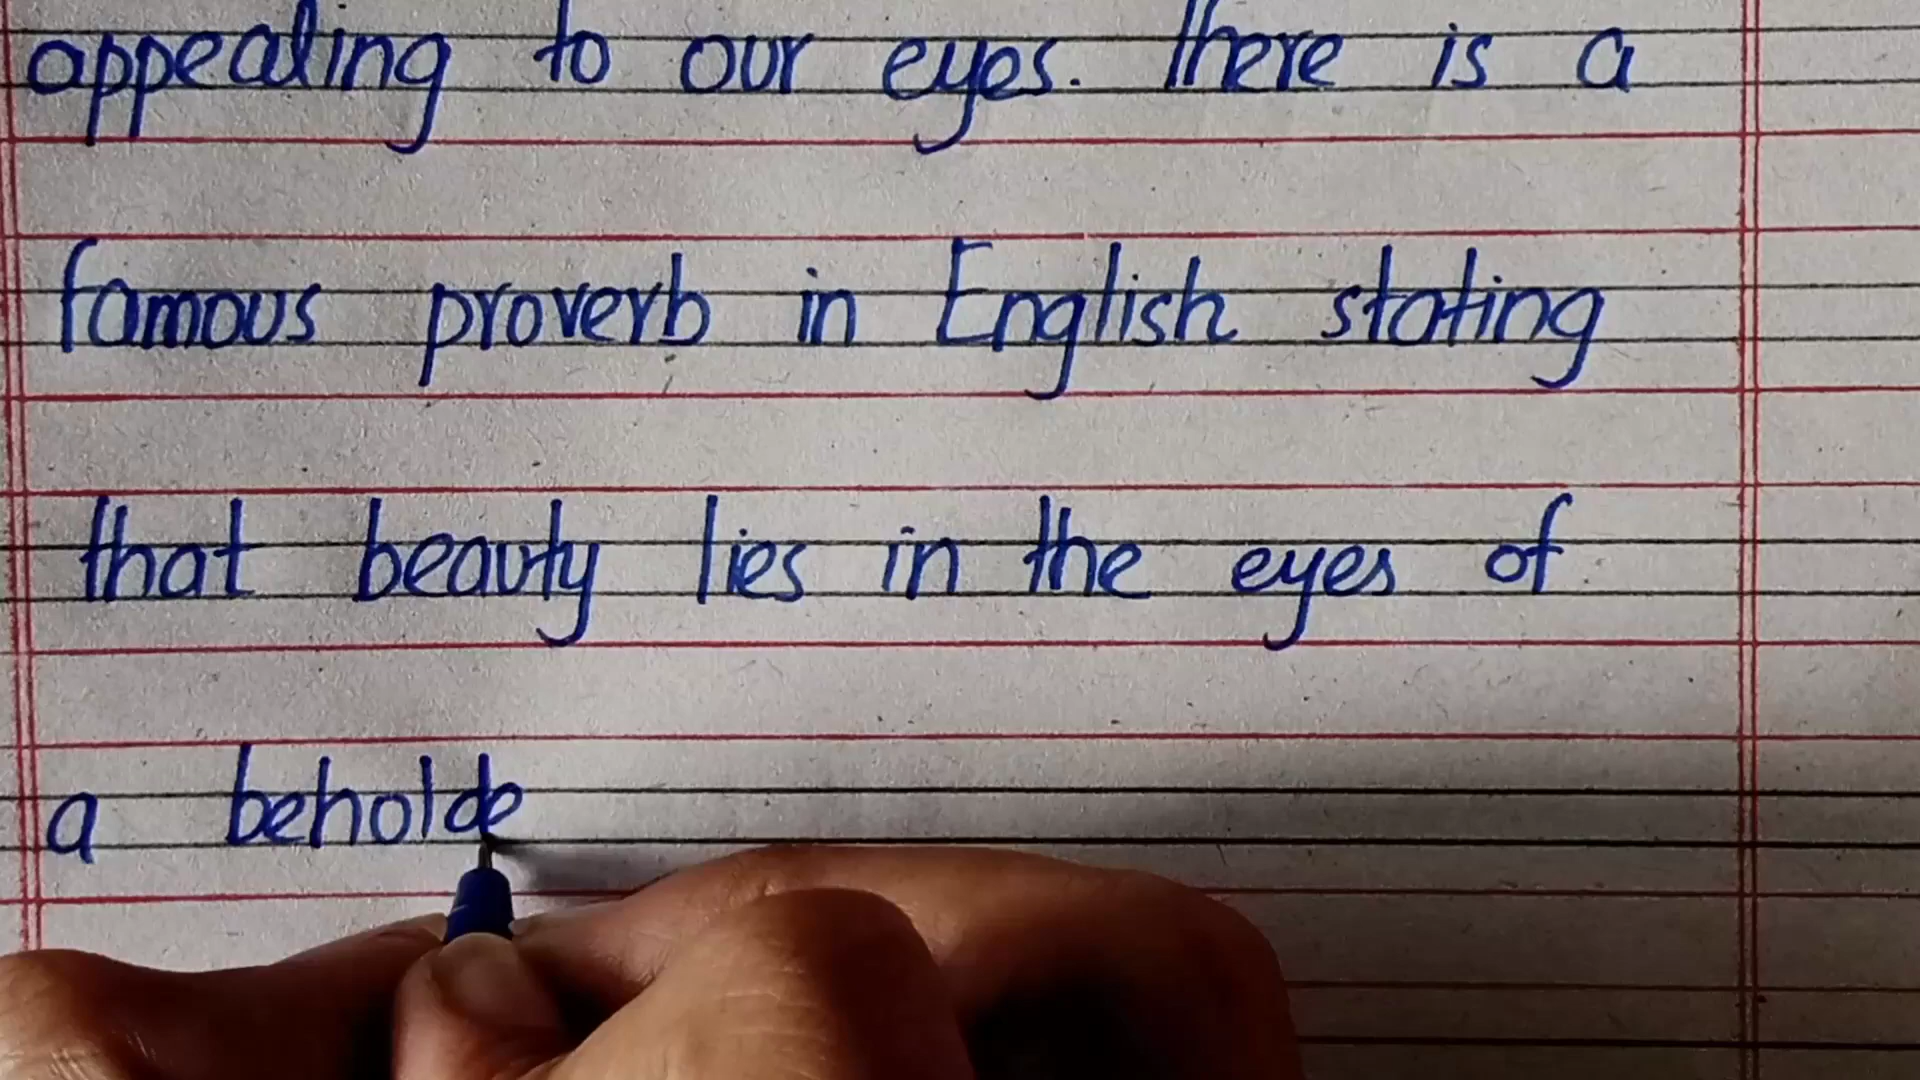 appealing to our eyes. There is a
famous proverb in English stating
that beauty lies in the eyes of
a beholde